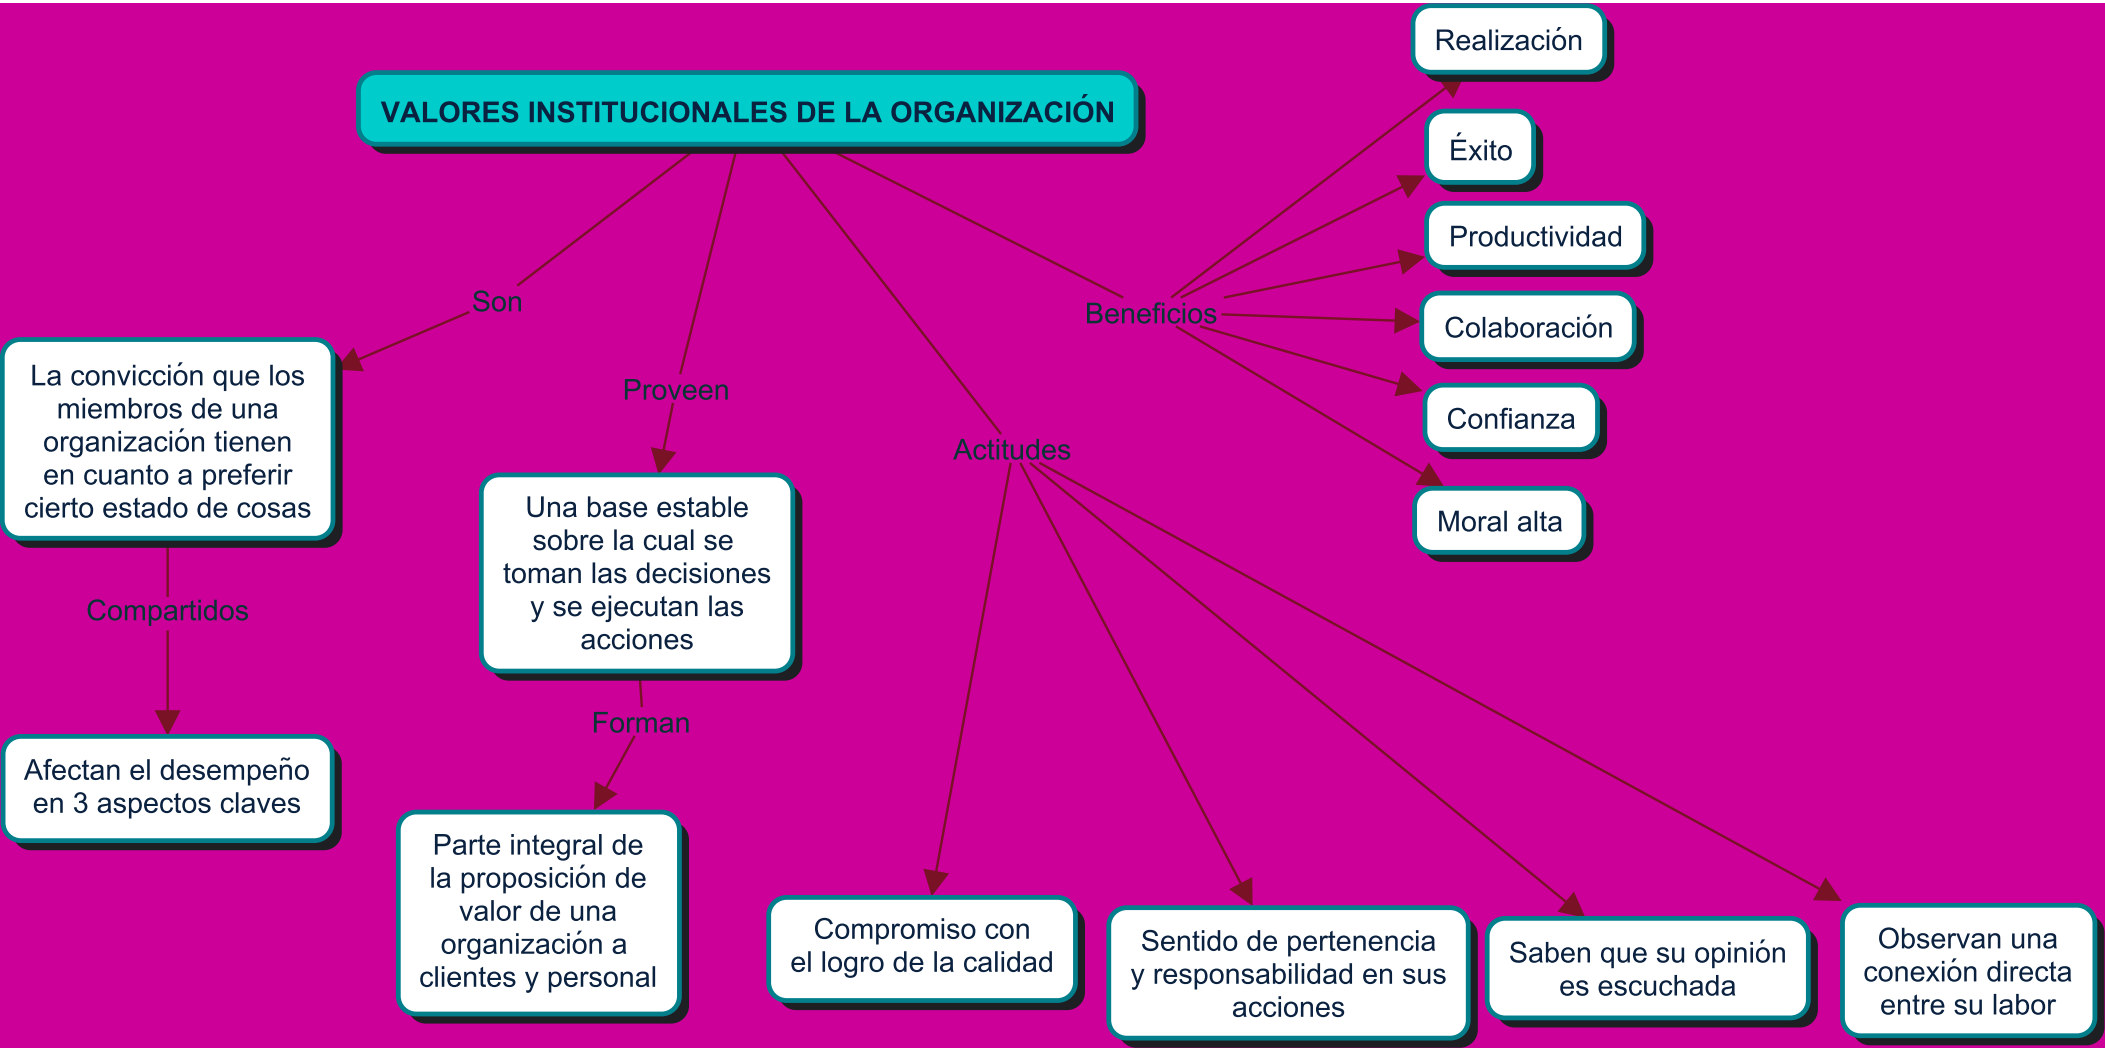 VALORES INSTITUCIONALES DE LA ORGANIZACIÓN
Son
La convicción que los
miembros de una
organización tienen
en cuanto a preferir
cierto estado de cosas
Compartidos
Afectan el desempeño
en 3 aspectos claves
Proveen
Una base estable
sobre la cual se
toman las decisiones
y se ejecutan las
acciones
Forman
Parte integral de
la proposición de
valor de una
organización a
clientes y personal
Actitudes
Compromiso con
el logro de la calidad
Sentido de pertenencia
y responsabilidad en sus
acciones
Saben que su opinión
es escuchada
Observan una
conexión directa
entre su labor
Beneficios
Realización
Éxito
Productividad
Colaboración
Confianza
Moral alta